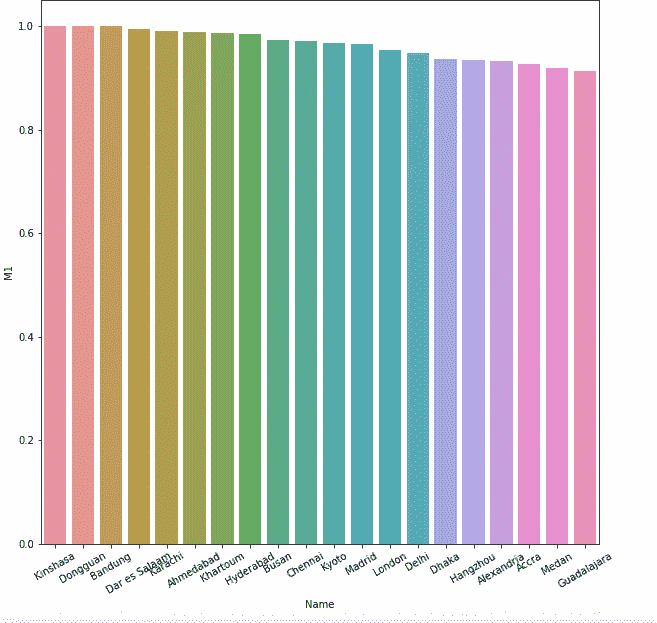 1.0
0.8
0.6
0.4
0.2
0.0
M1
Kinshasa
Dongguan
Bandung
Dar es Salaam
Karachi
Ahmedabad
Khartoum
Hyderabad
Busan
Chennai
Kyoto
Madrid
London
Delhi
Dhaka
Hangzhou
Alexandria
Accra
Medan
Guadalajara
Name